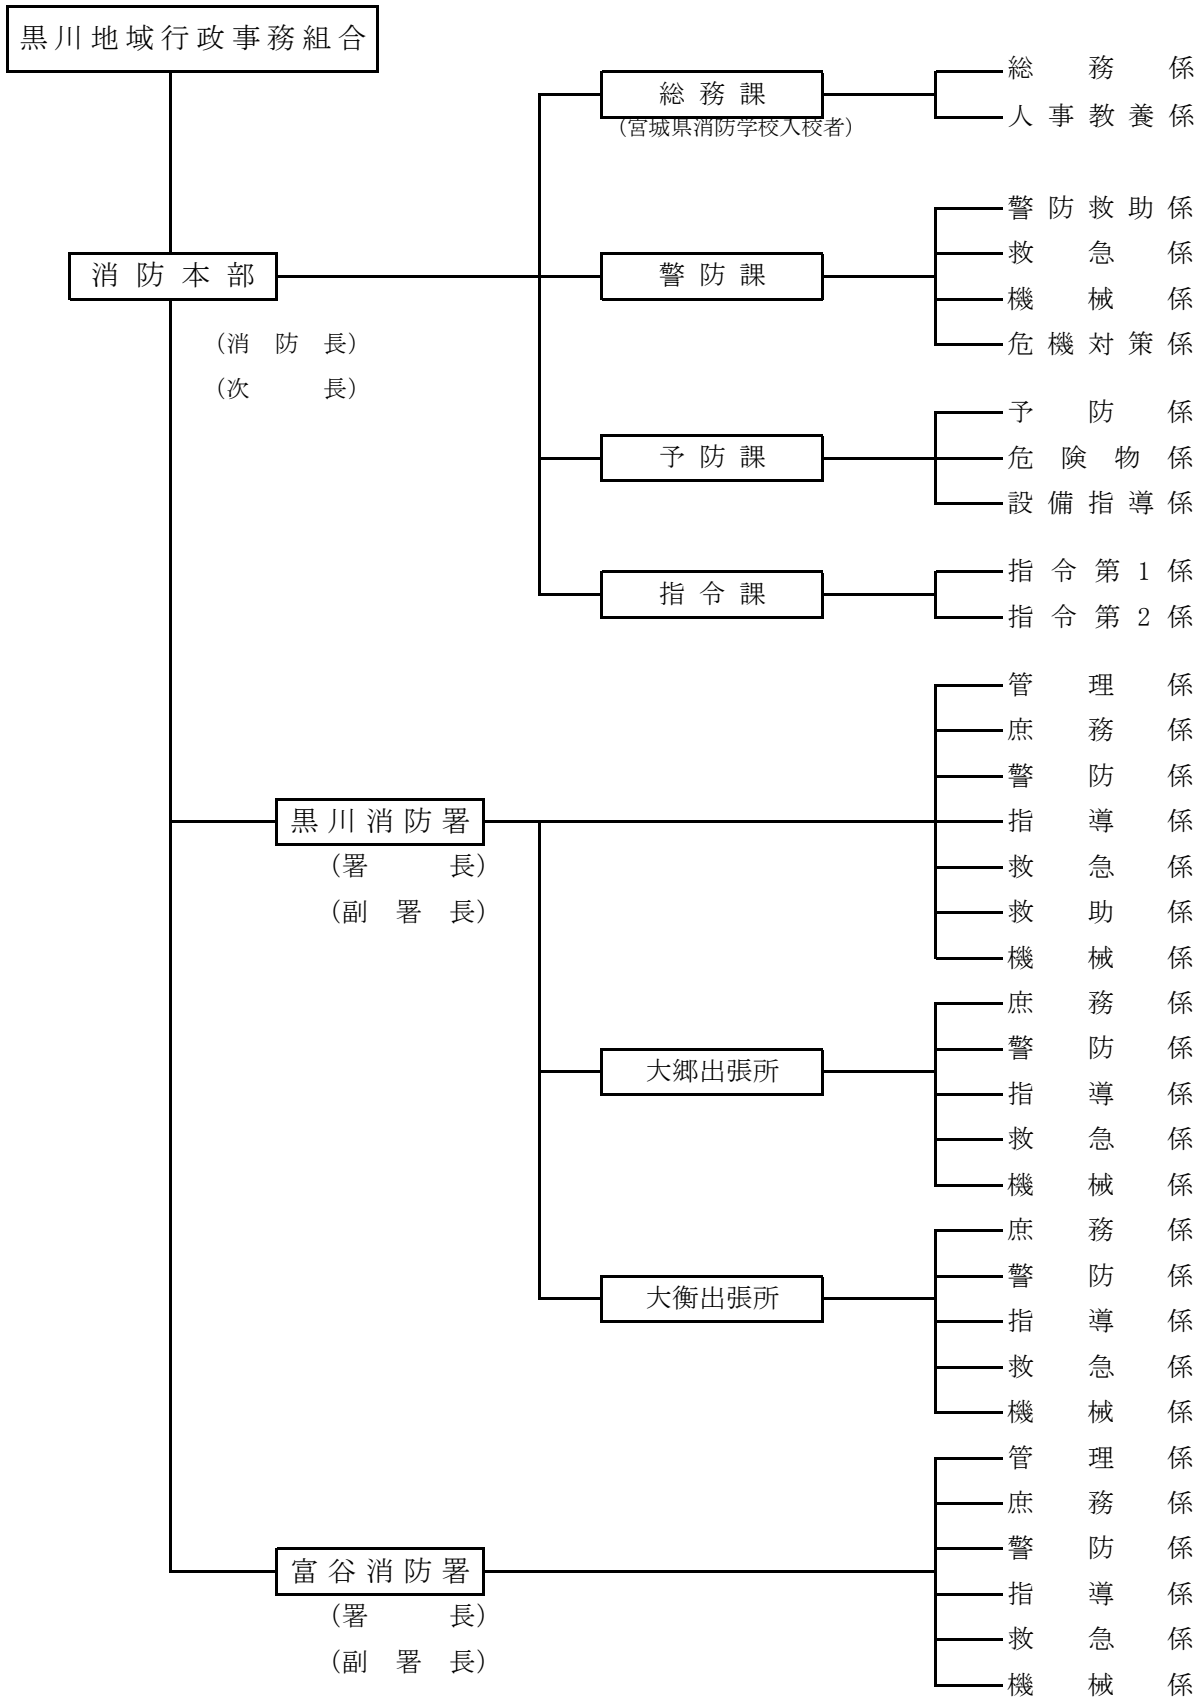 黒川地域行政事務組合
消防本部
(消防長)
(次長)
総務課
(宮城県消防学校入校者)
総務係
人事教養係
警防課
警防救助係
救急係
機械係
危機対策係
予防課
予防係
危険物係
設備指導係
指令課
指令第1係
指令第2係
黒川消防署
(署長)
(副署長)
管理係
庶務係
警防係
指導係
救急係
救助係
機械係
大郷出張所
庶務係
警防係
指導係
救急係
機械係
大衡出張所
庶務係
警防係
指導係
救急係
機械係
富谷消防署
(署長)
(副署長)
管理係
庶務係
警防係
指導係
救急係
機械係